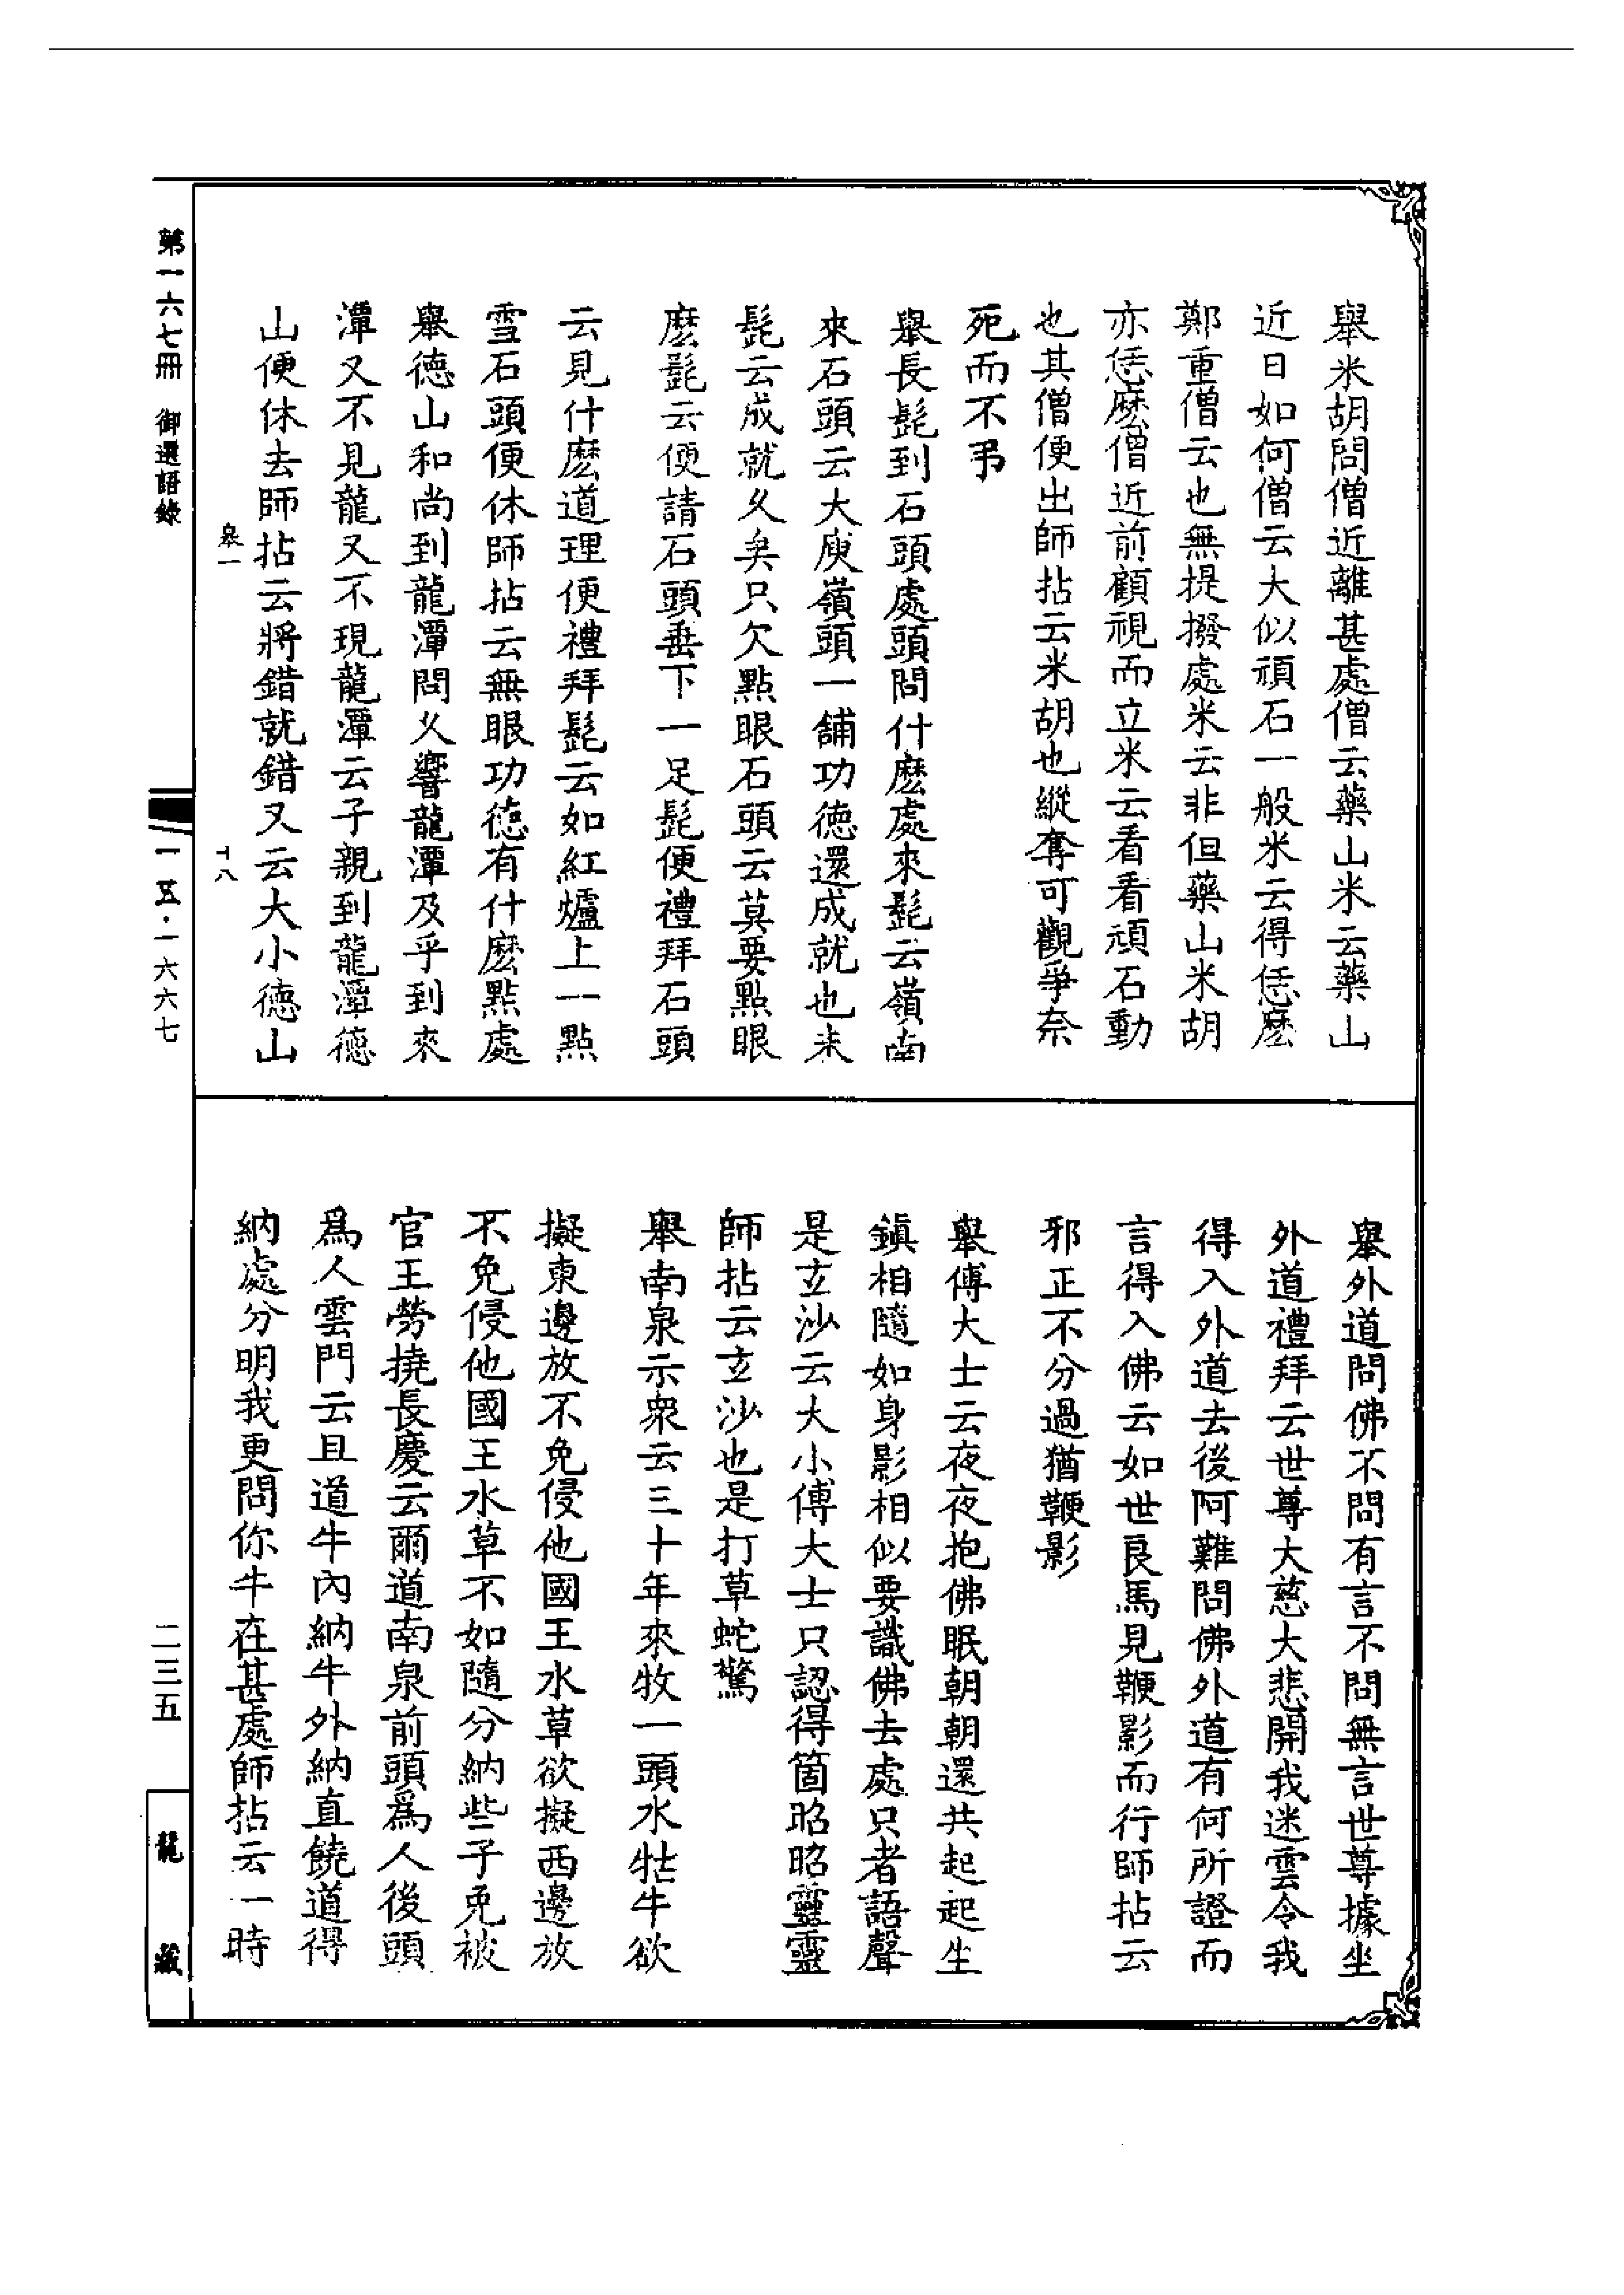 舉米胡問僧近離甚處僧云藥山米云藥山
近日如何僧云大似頑石一般米云得恁麽
鄭重僧云也無提撥處米云非但藥山米胡
亦恁麽僧近前顧視而立米云看看頑石動
也其僧便出師拈云米胡也縱奪可觀爭奈
死而不弔
舉長髭到石頭處頭問什麽處來髭云嶺南
來石頭云大庾嶺頭一鋪功德還成就也未
髭云成就久矣只欠點眼石頭云莫要點眼
麽髭云便請石頭垂下一足髭便禮拜石頭
云見什麽道理便禮拜髭云如紅爐上一點
雪石頭便休師拈云無眼功德有什麽點處
舉德山和尚到龍潭問久響龍潭及乎到來
潭又不見龍又不現龍潭云子親到龍潭德
山便休去師拈云將錯就錯又云大小德山
舉外道問佛不問有言不問無言世尊據坐
外道禮拜云世尊大慈大悲開我迷雲令我
得入外道去後阿難問佛外道有何所證而
言得入佛云如世良馬見鞭影而行師拈云
邪正不分過猶鞭影
舉傅大士云夜夜抱佛眠朝朝還共起起坐
鎮相隨如身影相似要識佛去處只者語聲
是玄沙云大小傅大士只認得箇昭昭靈靈
師拈云玄沙也是打草蛇驚
舉南泉示衆云三十年來牧一頭水牯牛欲
擬東邊放不免侵他國王水草欲擬西邊放
不免侵他國王水草不如隨分納些子免被
官王勞撓長慶云爾道南泉前頭爲人後頭
爲人雲門云且道牛內納牛外納直饒道得
納處分明我更問你牛在甚處師拈云一時
第一六七冊 御選語錄
一五·一六六七
二三五
龍藏
十八